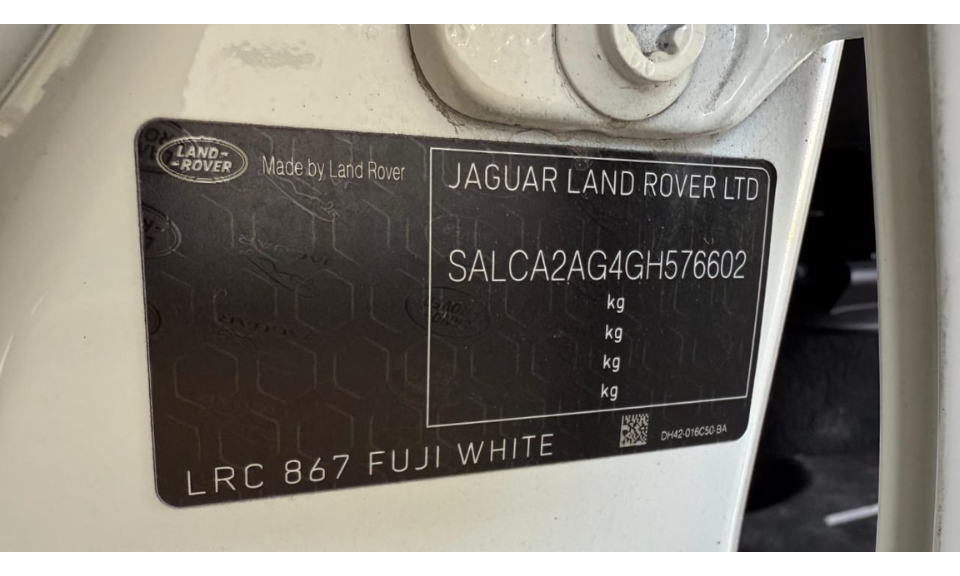 LAND-
-ROVER
Made by Land Rover
JAGUAR LAND ROVER LTD
SALCA2AG4GH576602
kg
kg
kg
kg
DH42-016C50-BA
LRC 867 FUJI WHITE